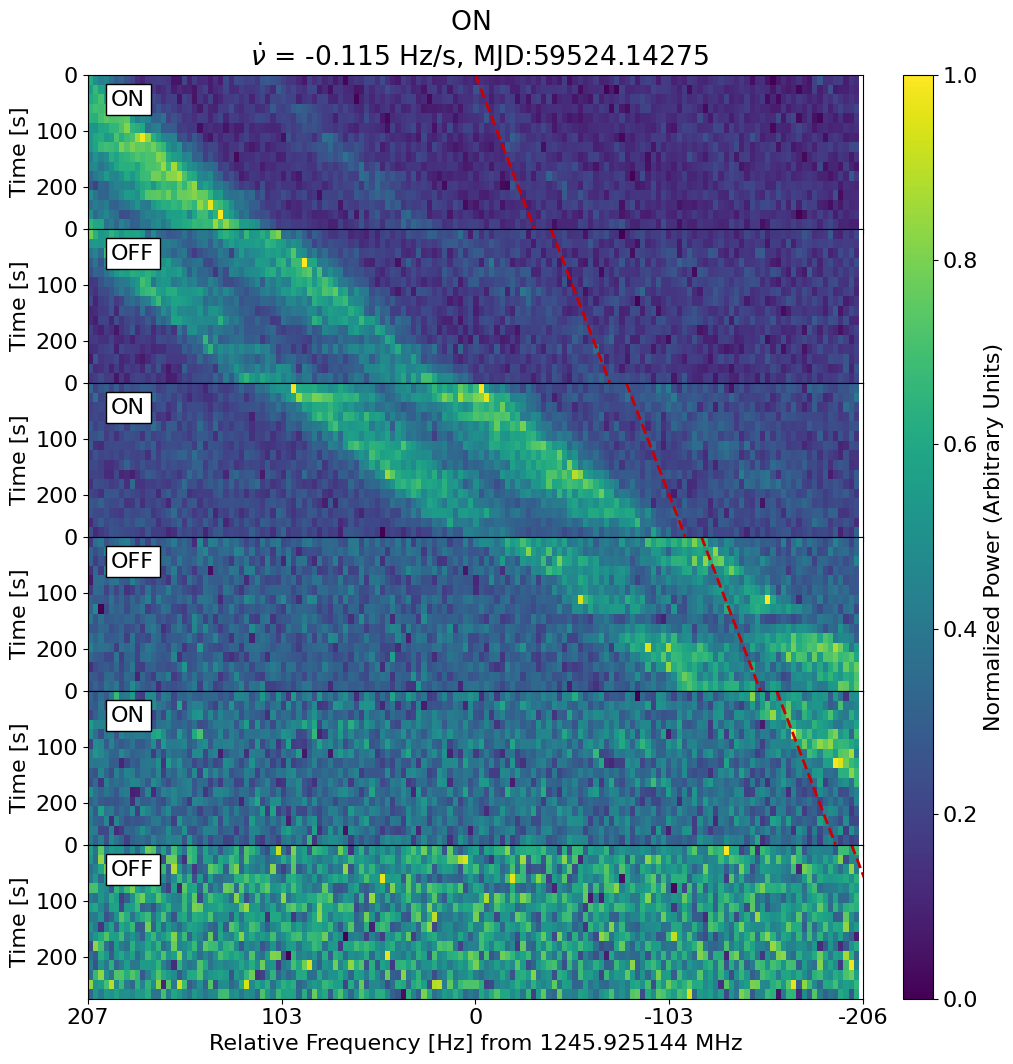 ON
ν̇ = -0.115 Hz/s, MJD:59524.14275
0
ON
100
200
Time [s]
0
OFF
100
200
Time [s]
0
ON
100
200
Time [s]
0
OFF
100
200
Time [s]
0
ON
100
200
Time [s]
0
OFF
100
200
Time [s]
207
103
0
-103
-206
Relative Frequency [Hz] from 1245.925144 MHz
1.0
0.8
0.6
0.4
0.2
0.0
Normalized Power (Arbitrary Units)